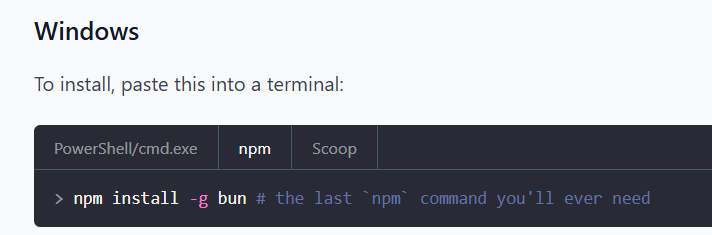 Windows
To install, paste this into a terminal:
PowerShell/cmd.exe npm Scoop
> npm install -g bun # the last `npm` command you'll ever need